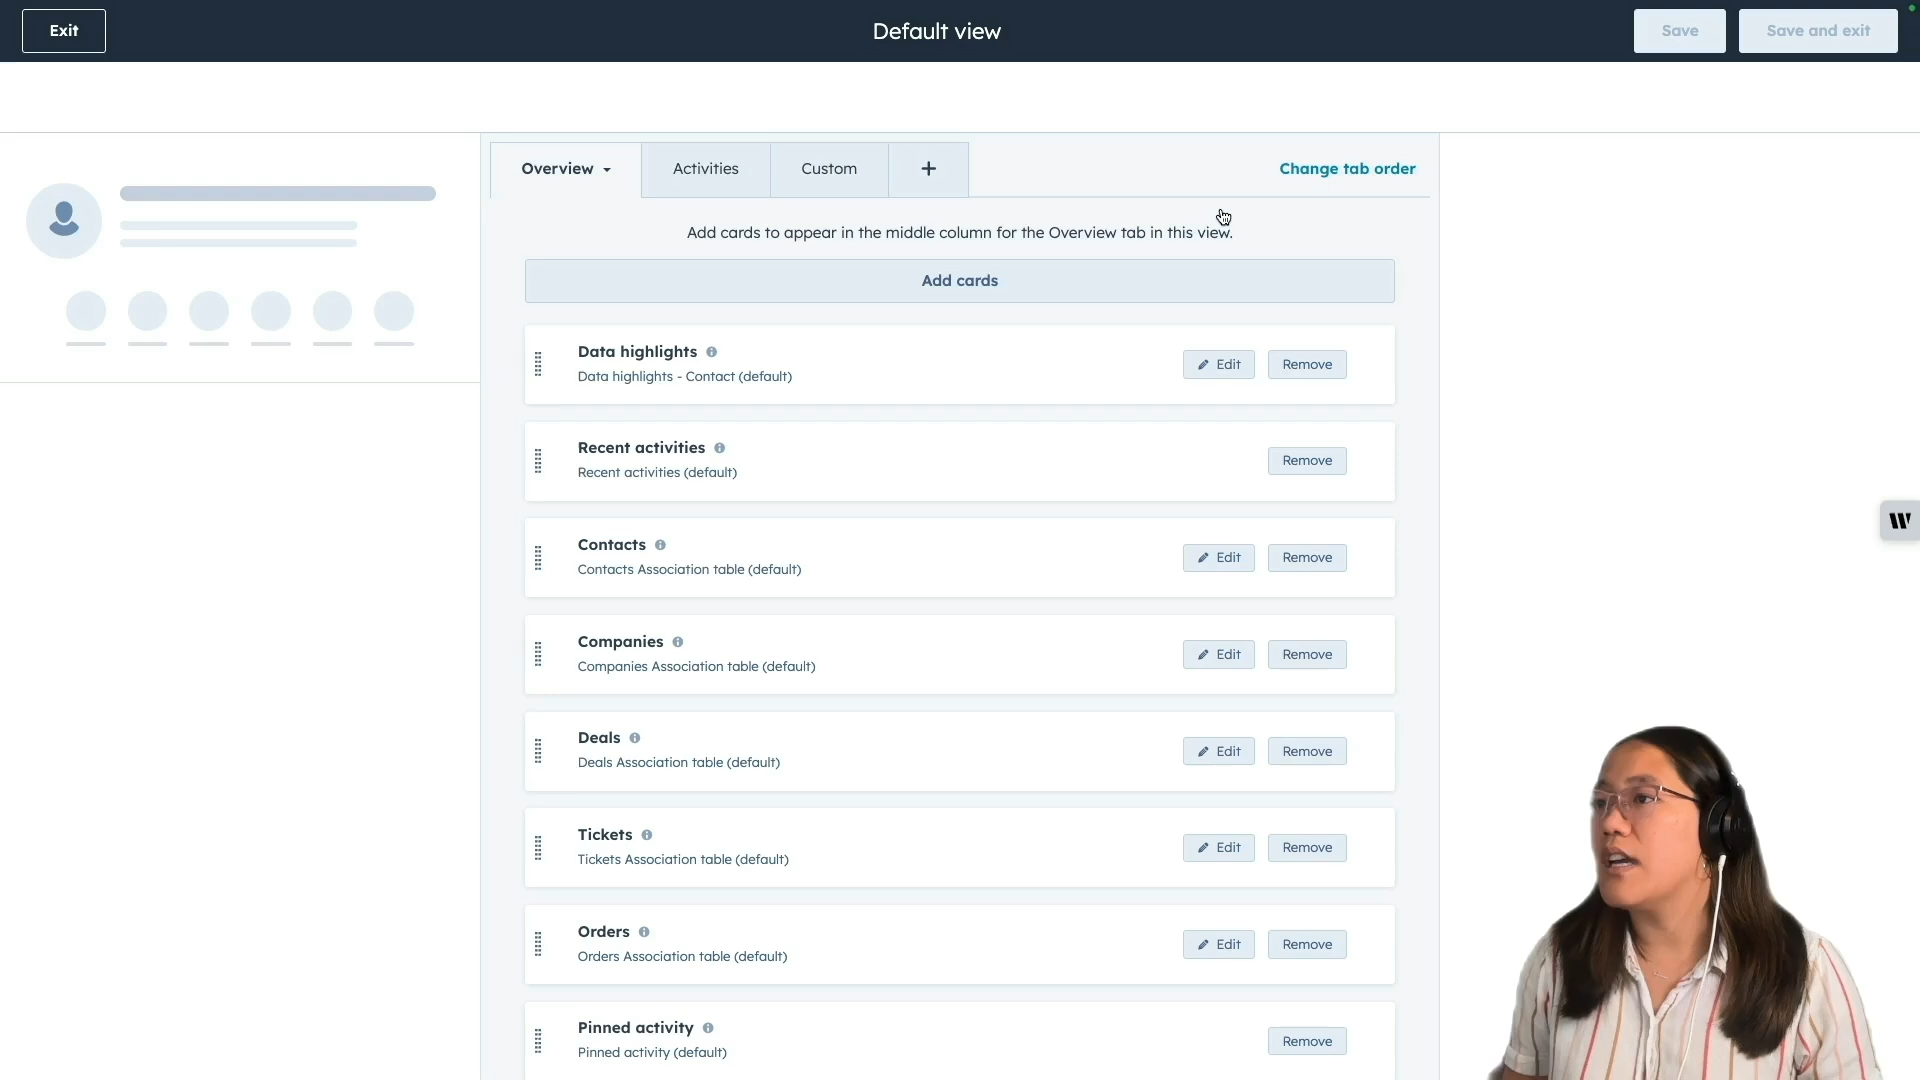 Exit
Default view
Save
Save and exit
Overview
Activities
Custom
+
Change tab order
Add cards to appear in the middle column for the Overview tab in this view.
Add cards
Data highlights
Data highlights - Contact (default)
Edit
Remove
Recent activities
Recent activities (default)
Remove
Contacts
Contacts Association table (default)
Edit
Remove
Companies
Companies Association table (default)
Edit
Remove
Deals
Deals Association table (default)
Edit
Remove
Tickets
Tickets Association table (default)
Edit
Remove
Orders
Orders Association table (default)
Edit
Remove
Pinned activity
Pinned activity (default)
Remove
W